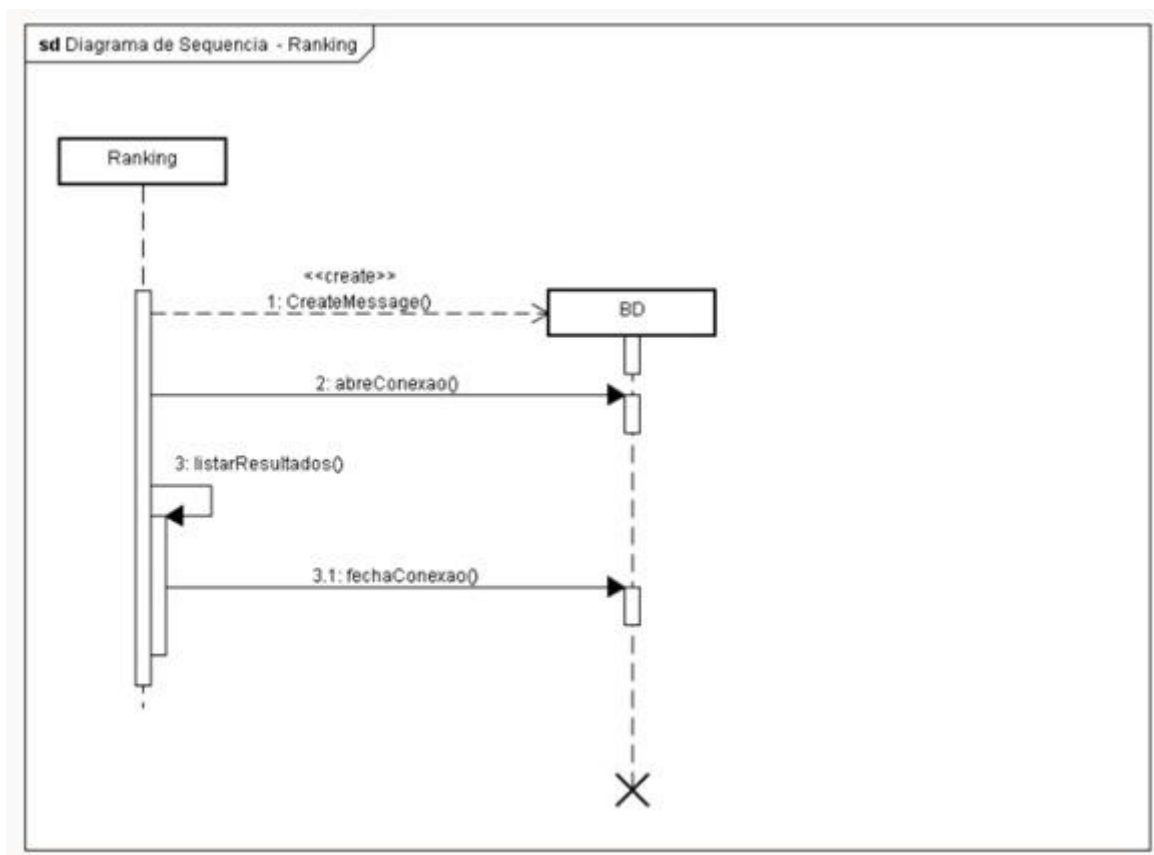 sd Diagrama de Sequencia - Ranking
Ranking
<<create>>
1: CreateMessage()
BD
2: abreConexao()
3: listarResultados()
3.1: fechaConexao()